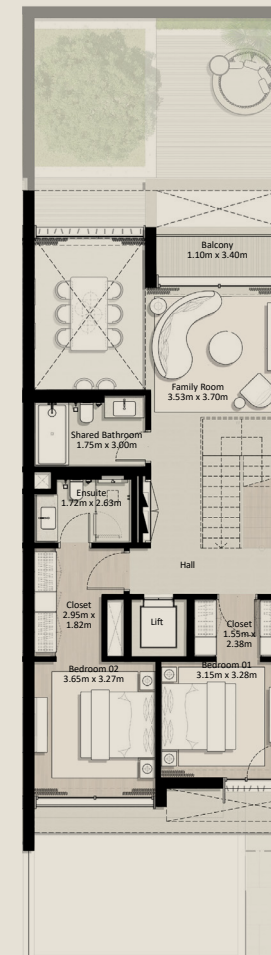 Balcony
1.10m x 3.40m
Family Room
3.53m x 3.70m
Shared Bathroom
1.75m x 3.00m
Ensuite
1.72m x 2.63m
Hall
Closet
2.95m x
1.82m
Lift
Closet
1.55m x
2.38m
Bedroom 02
3.65m x 3.27m
Bedroom 01
3.15m x 3.28m